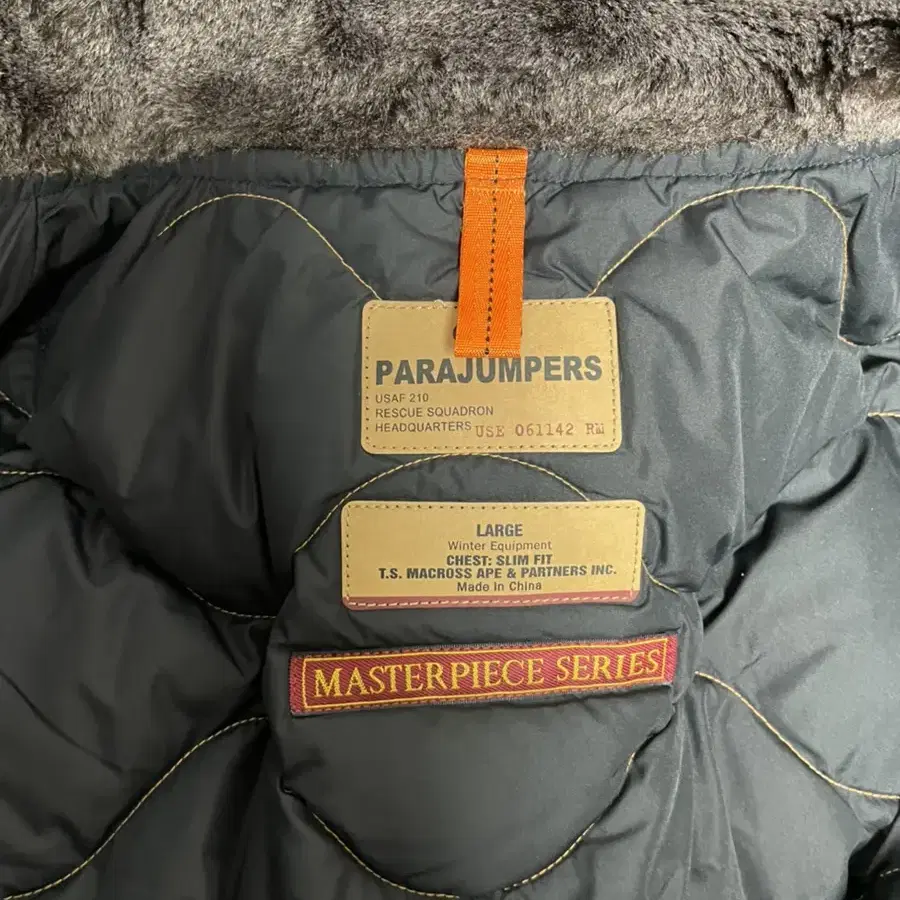 PARAJUMPERS
USAF 210
RESCUE SQUADRON
HEADQUARTERS USE 061142 RM
LARGE
Winter Equipment
CHEST: SLIM FIT
T.S. MACROSS APE & PARTNERS INC.
Made in China
MASTERPIECE SERIES